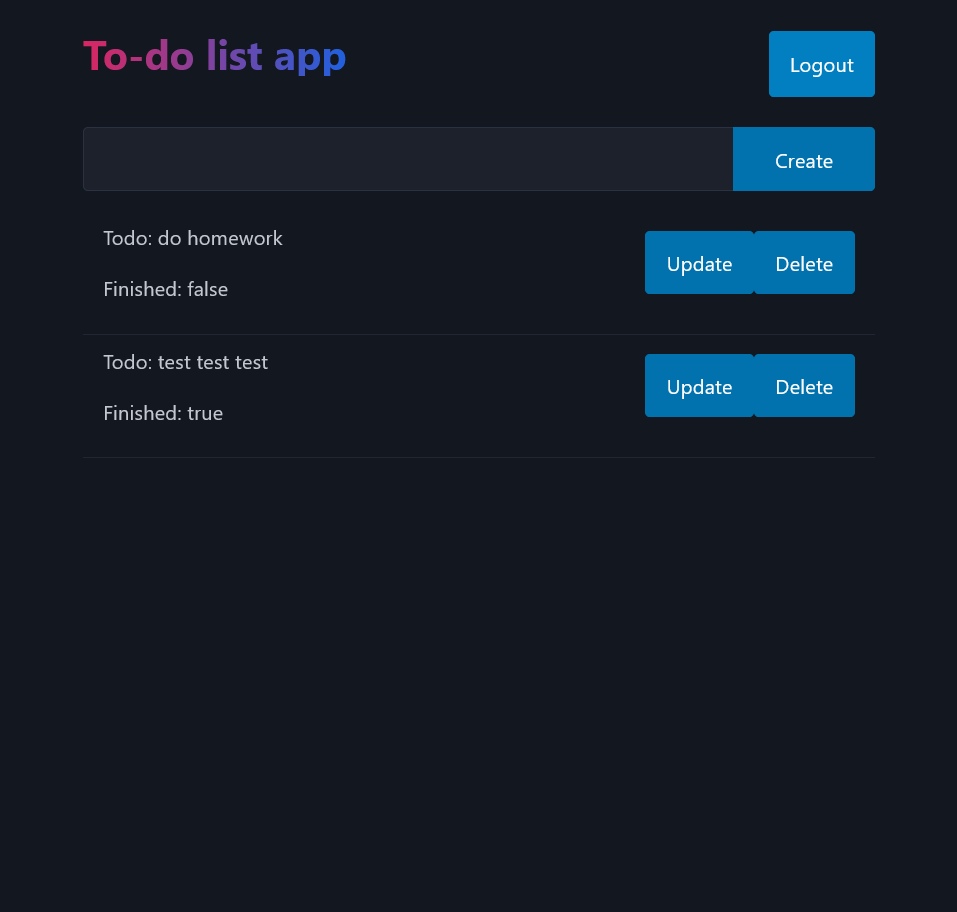 To-do list app
Logout
Create
Todo: do homework
Update
Delete
Finished: false
Todo: test test test
Update
Delete
Finished: true